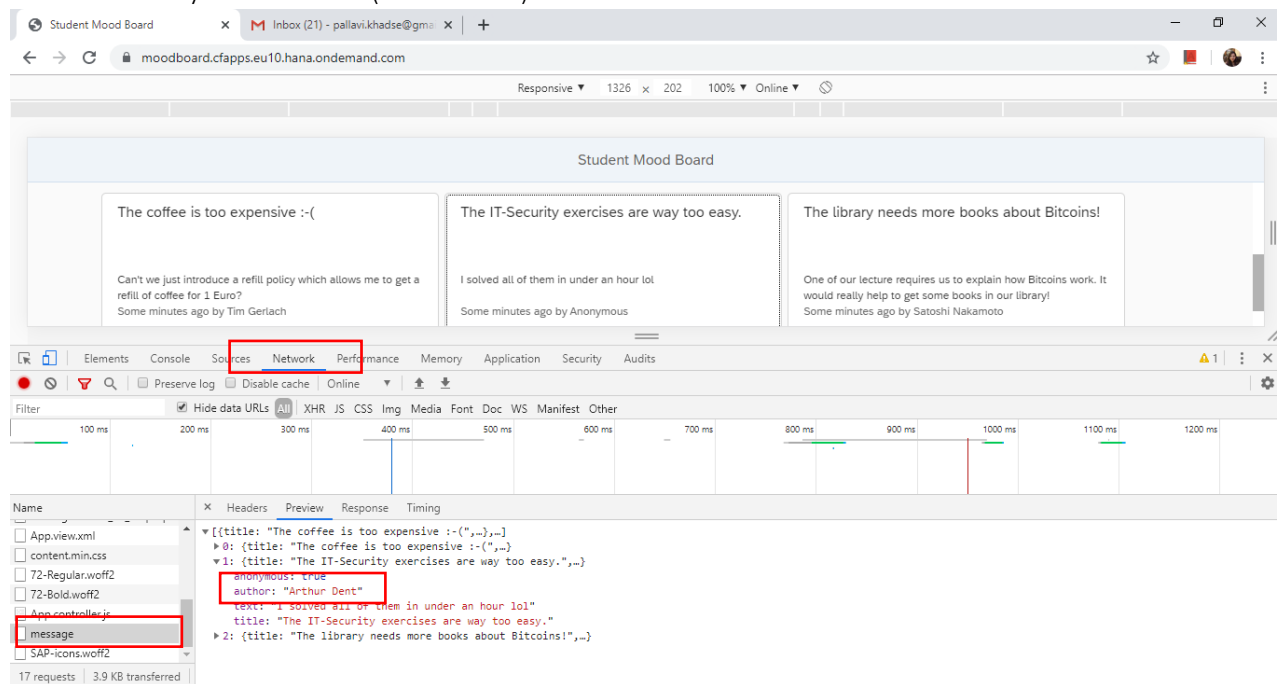 Student Mood Board
Inbox (21) - pallavi.khadse@gmai
moodboard.cfapps.eu10.hana.ondemand.com
Responsive ▼ 1326 x 202 100% ▼ Online ▼
Student Mood Board
The coffee is too expensive :-(
Can't we just introduce a refill policy which allows me to get a
refill of coffee for 1 Euro?
Some minutes ago by Tim Gerlach
The IT-Security exercises are way too easy.
I solved all of them in under an hour lol
Some minutes ago by Anonymous
The library needs more books about Bitcoins!
One of our lecture requires us to explain how Bitcoins work. It
would really help to get some books in our library!
Some minutes ago by Satoshi Nakamoto
Elements Console Sources Network Performance Memory Application Security Audits 1
Preserve log Disable cache Online ▼
Filter Hide data URLs All XHR JS CSS Img Media Font Doc WS Manifest Other
100 ms 200 ms 300 ms 400 ms 500 ms 600 ms 700 ms 800 ms 900 ms 1000 ms 1100 ms 1200 ms
Name
App.view.xml
content.min.css
72-Regular.woff2
72-Bold.woff2
App.controller.js
message
SAP-icons.woff2
17 requests 3.9 KB transferred
× Headers Preview Response Timing
▼[{title: "The coffee is too expensive :-(",…},…]
▶0: {title: "The coffee is too expensive :-(",…}
▼1: {title: "The IT-Security exercises are way too easy.",…}
anonymous: true
author: "Arthur Dent"
text: "I solved all of them in under an hour lol"
title: "The IT-Security exercises are way too easy."
▶2: {title: "The library needs more books about Bitcoins!",…}